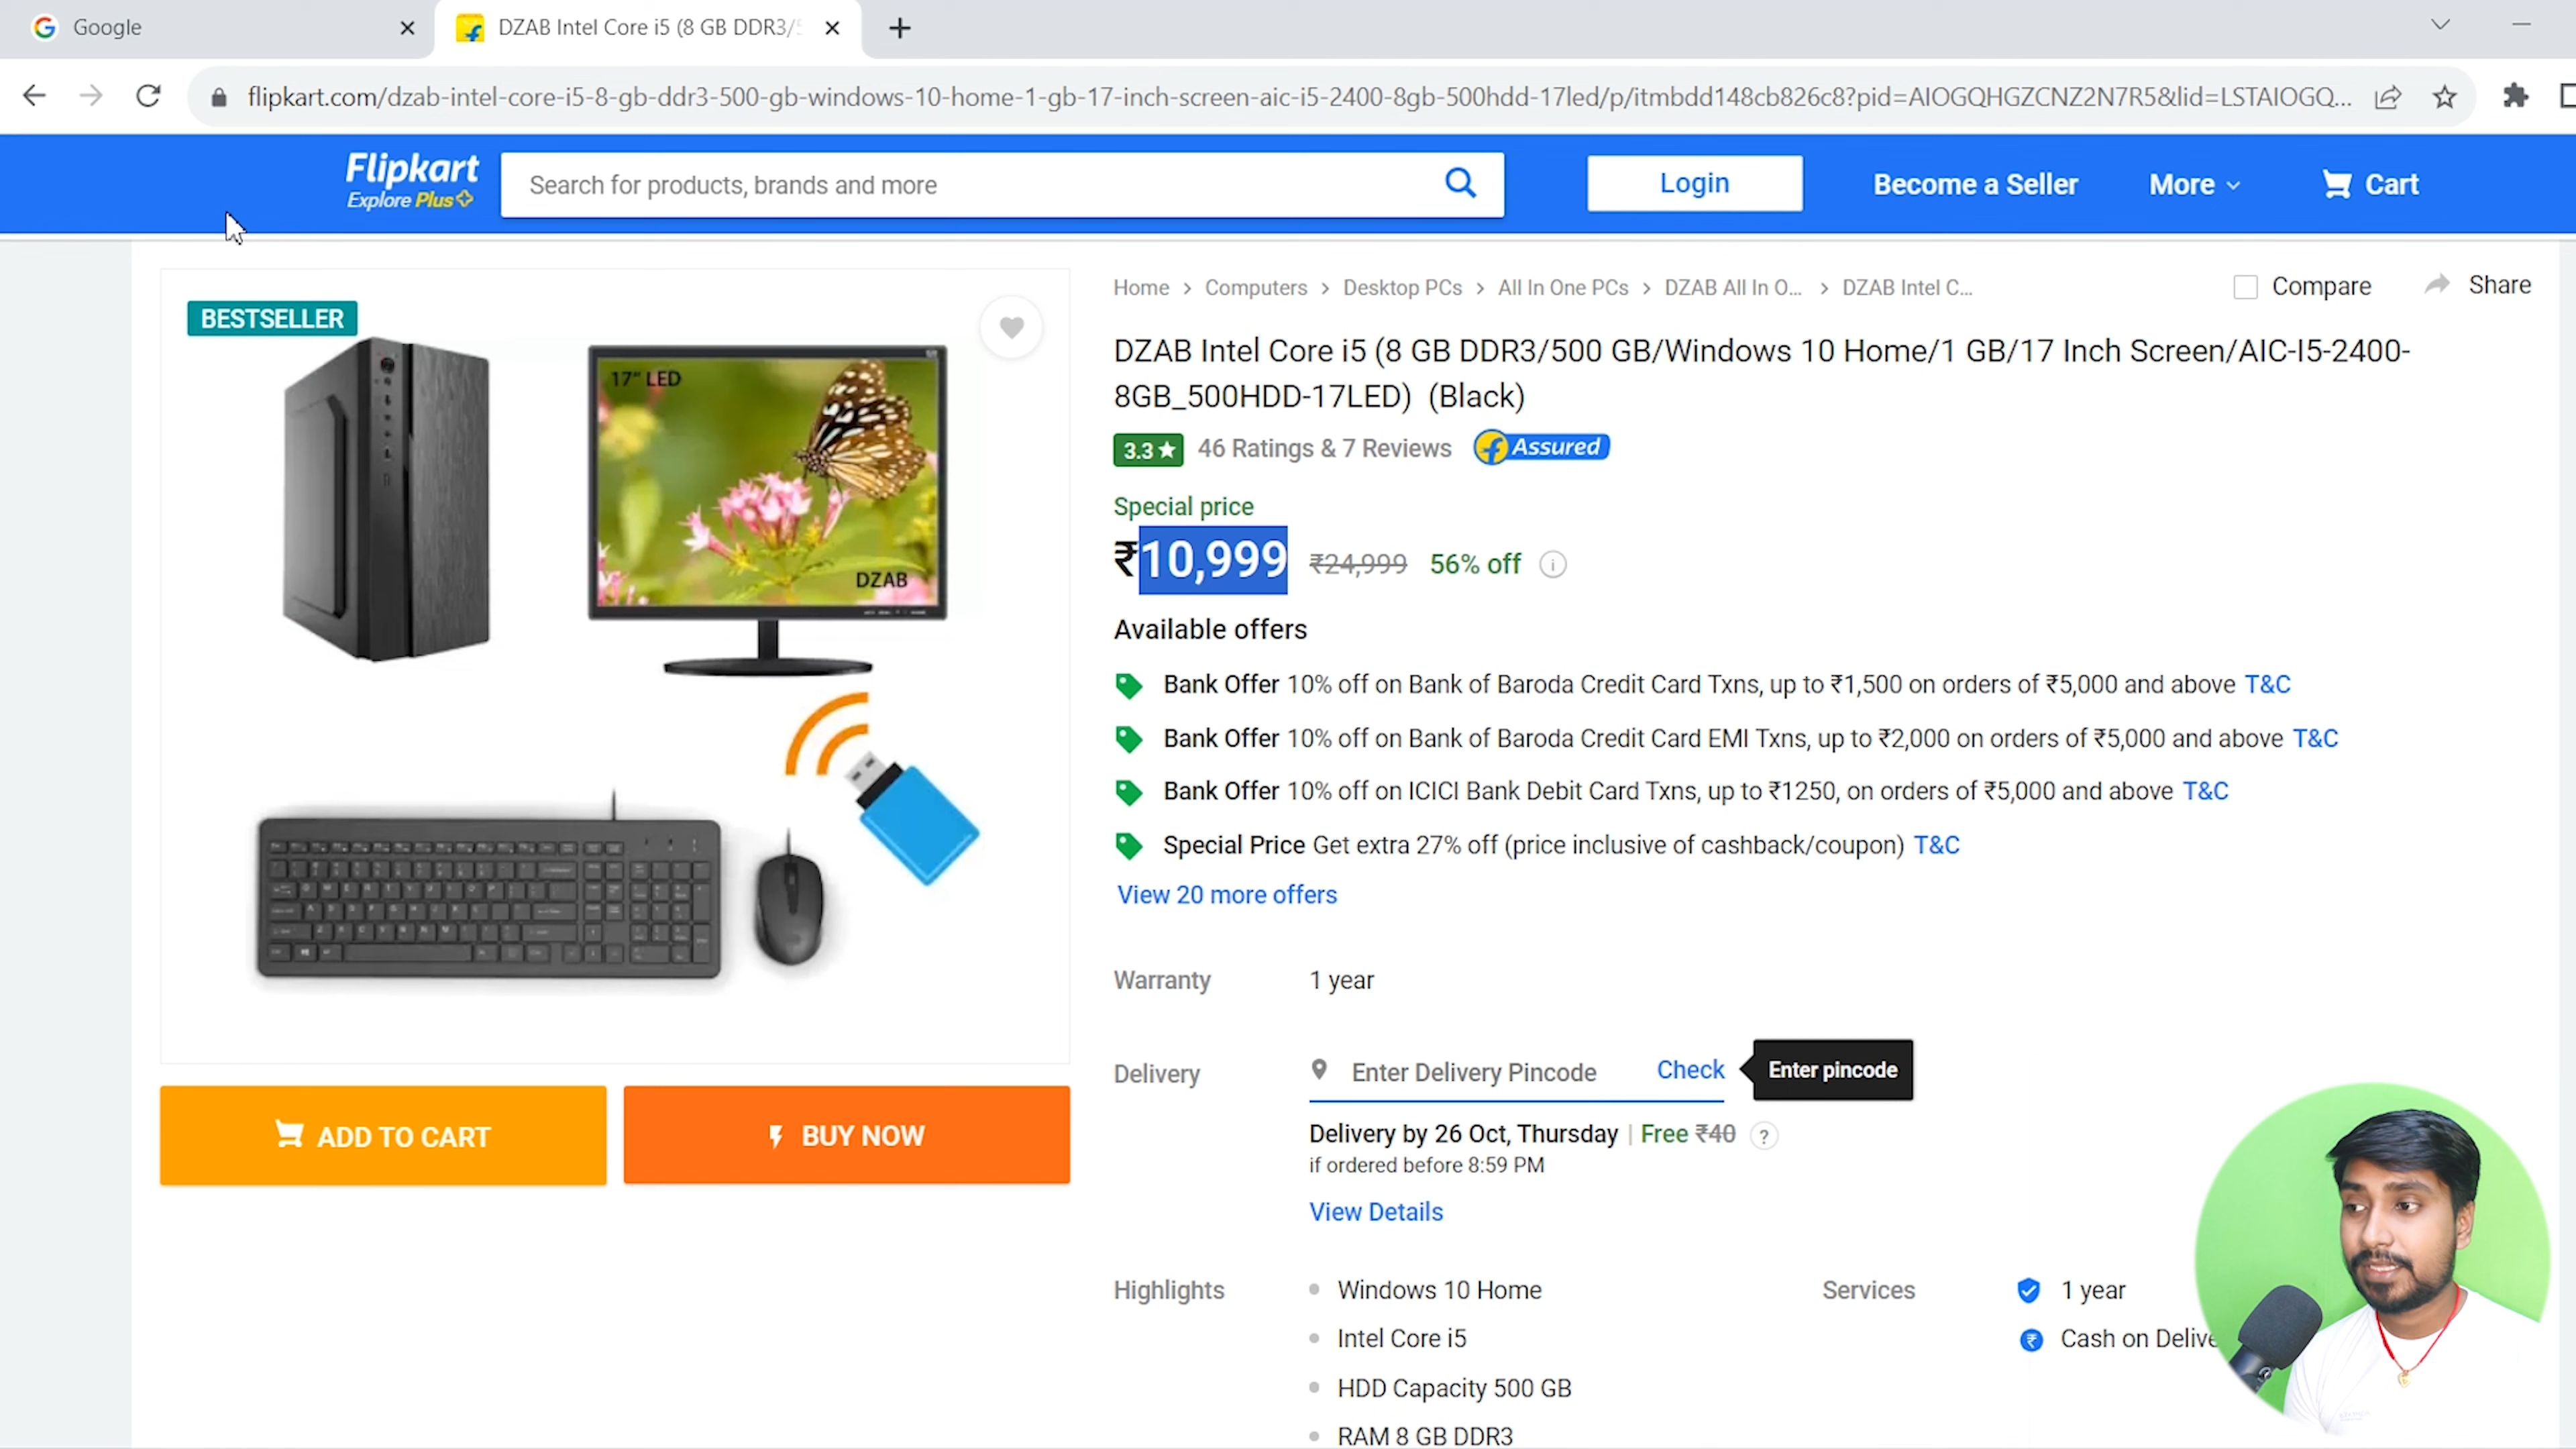 Google
DZAB Intel Core i5 (8 GB DDR3/5
flipkart.com/dzab-intel-core-i5-8-gb-ddr3-500-gb-windows-10-home-1-gb-17-inch-screen-aic-i5-2400-8gb-500hdd-17led/p/itmbdd148cb826c8?pid=AIOGQHGZCNZ2N7R5&lid=LSTAIOGQ...
Flipkart
Explore Plus
Search for products, brands and more
Login
Become a Seller
More
Cart
BESTSELLER
17" LED
DZAB
ADD TO CART
BUY NOW
Home > Computers > Desktop PCs > All In One PCs > DZAB All In O... > DZAB Intel C...
Compare
Share
DZAB Intel Core i5 (8 GB DDR3/500 GB/Windows 10 Home/1 GB/17 Inch Screen/AIC-I5-2400-
8GB_500HDD-17LED) (Black)
3.3★ 46 Ratings & 7 Reviews Assured
Special price
₹10,999 ₹24,999 56% off
Available offers
Bank Offer 10% off on Bank of Baroda Credit Card Txns, up to ₹1,500 on orders of ₹5,000 and above T&C
Bank Offer 10% off on Bank of Baroda Credit Card EMI Txns, up to ₹2,000 on orders of ₹5,000 and above T&C
Bank Offer 10% off on ICICI Bank Debit Card Txns, up to ₹1250, on orders of ₹5,000 and above T&C
Special Price Get extra 27% off (price inclusive of cashback/coupon) T&C
View 20 more offers
Warranty 1 year
Delivery Enter Delivery Pincode Check Enter pincode
Delivery by 26 Oct, Thursday | Free ₹40 ?
if ordered before 8:59 PM
View Details
Highlights
Windows 10 Home
Intel Core i5
HDD Capacity 500 GB
RAM 8 GB DDR3
Services
1 year
Cash on Delive